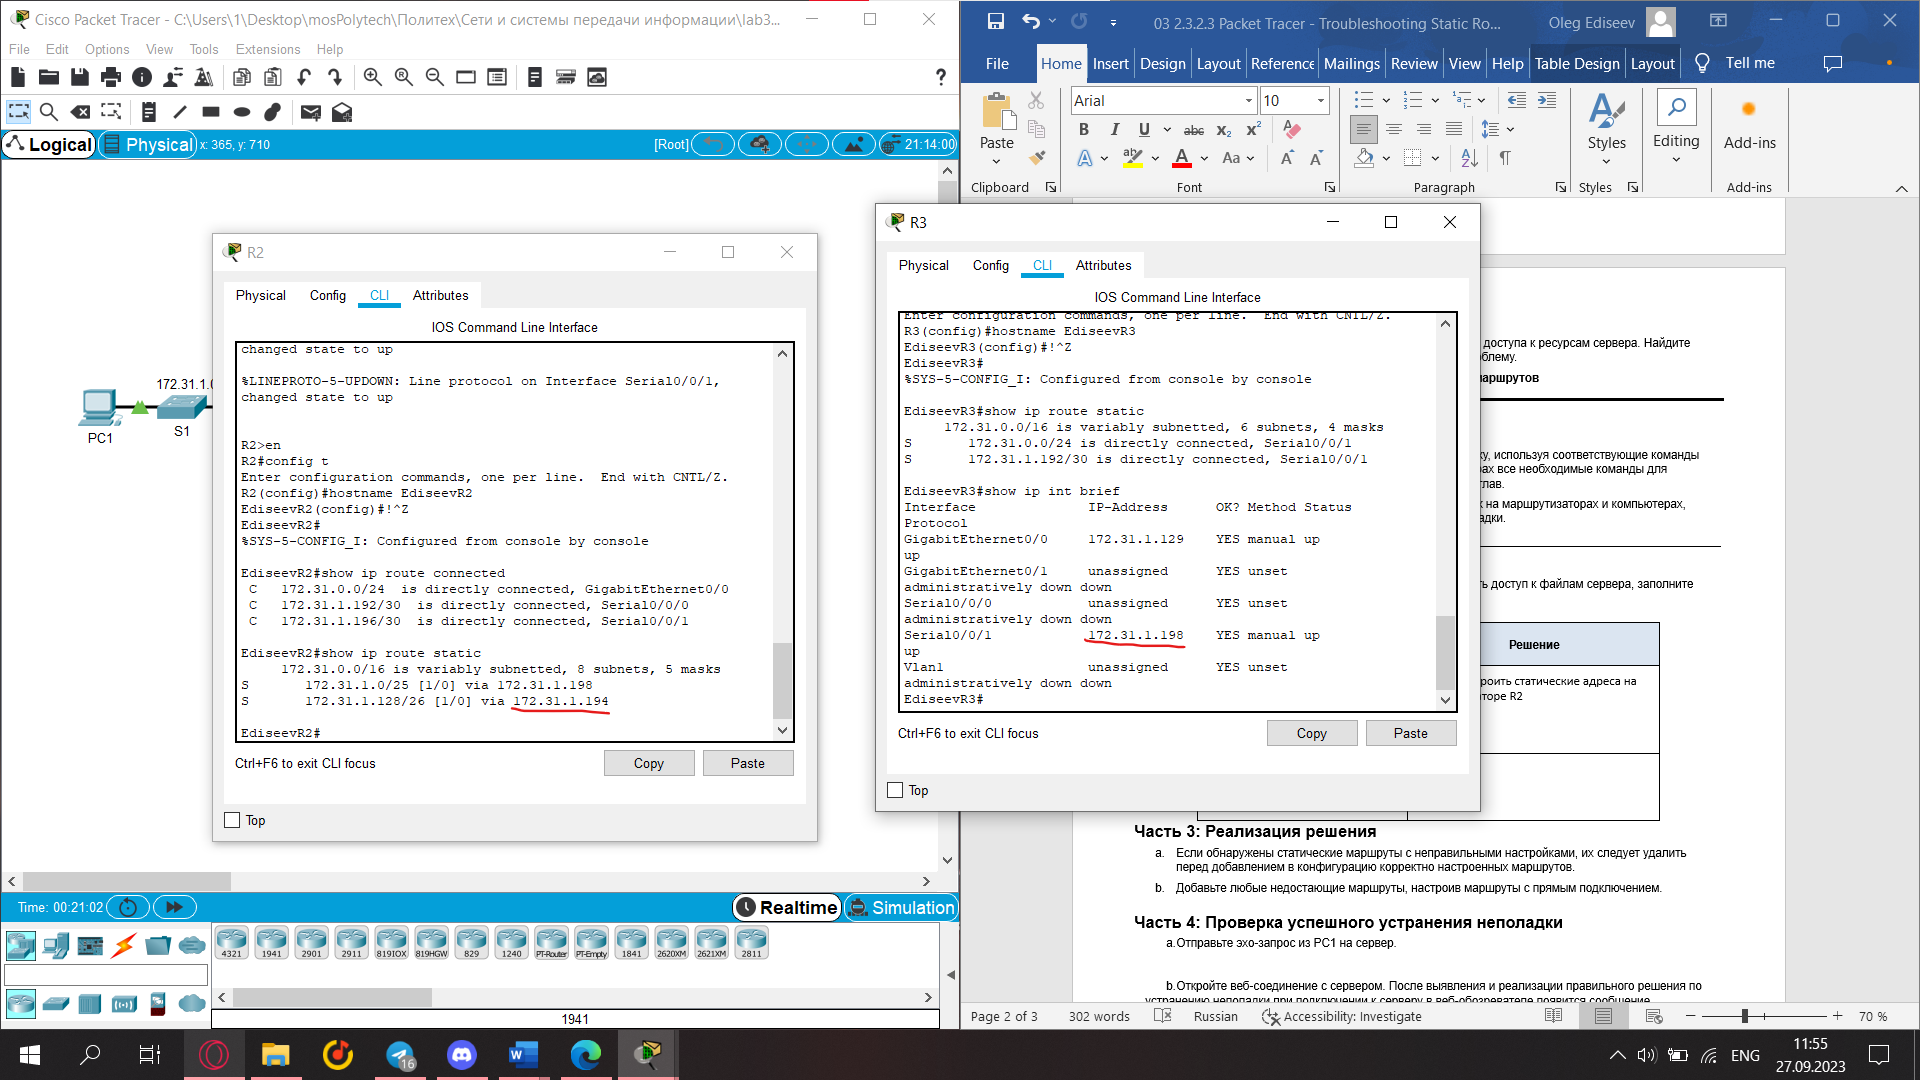 Cisco Packet Tracer - C:\Users\1\Desktop\mosPolytech\Политех\Сети и системы передачи информации\lab3...
File Edit Options View Tools Extensions Help
?
Logical Physical x: 365, y: 710 [Root] 21:14:00
172.31.1.0
PC1
S1
R2
Physical Config CLI Attributes
IOS Command Line Interface
changed state to up
%LINEPROTO-5-UPDOWN: Line protocol on Interface Serial0/0/1,
changed state to up
R2>en
R2#config t
Enter configuration commands, one per line.  End with CNTL/Z.
R2(config)#hostname EdiseevR2
EdiseevR2(config)#!^Z
EdiseevR2#
%SYS-5-CONFIG_I: Configured from console by console
EdiseevR2#show ip route connected
C   172.31.0.0/24  is directly connected, GigabitEthernet0/0
C   172.31.1.192/30  is directly connected, Serial0/0/0
C   172.31.1.196/30  is directly connected, Serial0/0/1
EdiseevR2#show ip route static
172.31.0.0/16 is variably subnetted, 8 subnets, 5 masks
S       172.31.1.0/25 [1/0] via 172.31.1.198
S       172.31.1.128/26 [1/0] via 172.31.1.194
EdiseevR2#
Ctrl+F6 to exit CLI focus
Copy Paste
Top
R3
Physical Config CLI Attributes
IOS Command Line Interface
Enter configuration commands, one per line.  End with CNTL/Z.
R3(config)#hostname EdiseevR3
EdiseevR3(config)#!^Z
EdiseevR3#
%SYS-5-CONFIG_I: Configured from console by console
EdiseevR3#show ip route static
172.31.0.0/16 is variably subnetted, 6 subnets, 4 masks
S       172.31.0.0/24 is directly connected, Serial0/0/1
S       172.31.1.192/30 is directly connected, Serial0/0/1
EdiseevR3#show ip int brief
Interface              IP-Address      OK? Method Status
Protocol
GigabitEthernet0/0     172.31.1.129    YES manual up
up
GigabitEthernet0/1     unassigned      YES unset
administratively down down
Serial0/0/0            unassigned      YES unset
administratively down down
Serial0/0/1            172.31.1.198    YES manual up
up
Vlan1                  unassigned      YES unset
administratively down down
EdiseevR3#
Ctrl+F6 to exit CLI focus
Copy Paste
Top
Time: 00:21:02
Realtime Simulation
4321 1941 2901 2911 819IOX 819HGW 829 1240 PT-Router PT-Empty 1841 2620XM 2621XM 2811
1941
03 2.3.2.3 Packet Tracer - Troubleshooting Static Ro... Oleg Ediseev
File Home Insert Design Layout Reference Mailings Review View Help Table Design Layout Tell me
Arial 10
Paste
B I U abc x₂ x²
A ab A Aa A A
Styles Editing Add-ins
Clipboard Font Paragraph Styles Add-ins
доступа к ресурсам сервера. Найдите
блему.
аршрутов
ку, используя соответствующие команды
рах все необходимые команды для
глав.
к на маршрутизаторах и компьютерах,
адки.
ь доступ к файлам сервера, заполните
Решение
роить статические адреса на
торе R2
Часть 3: Реализация решения
a. Если обнаружены статические маршруты с неправильными настройками, их следует удалить
перед добавлением в конфигурацию корректно настроенных маршрутов.
b. Добавьте любые недостающие маршруты, настроив маршруты с прямым подключением.
Часть 4: Проверка успешного устранения неполадки
a.Отправьте эхо-запрос из PC1 на сервер.
b.Откройте веб-соединение с сервером. После выявления и реализации правильного решения по
устранению неполадки при подключении к серверу в веб-обозревателе появится сообщение
Page 2 of 3 302 words Russian Accessibility: Investigate 70 %
16
ENG
11:55
27.09.2023